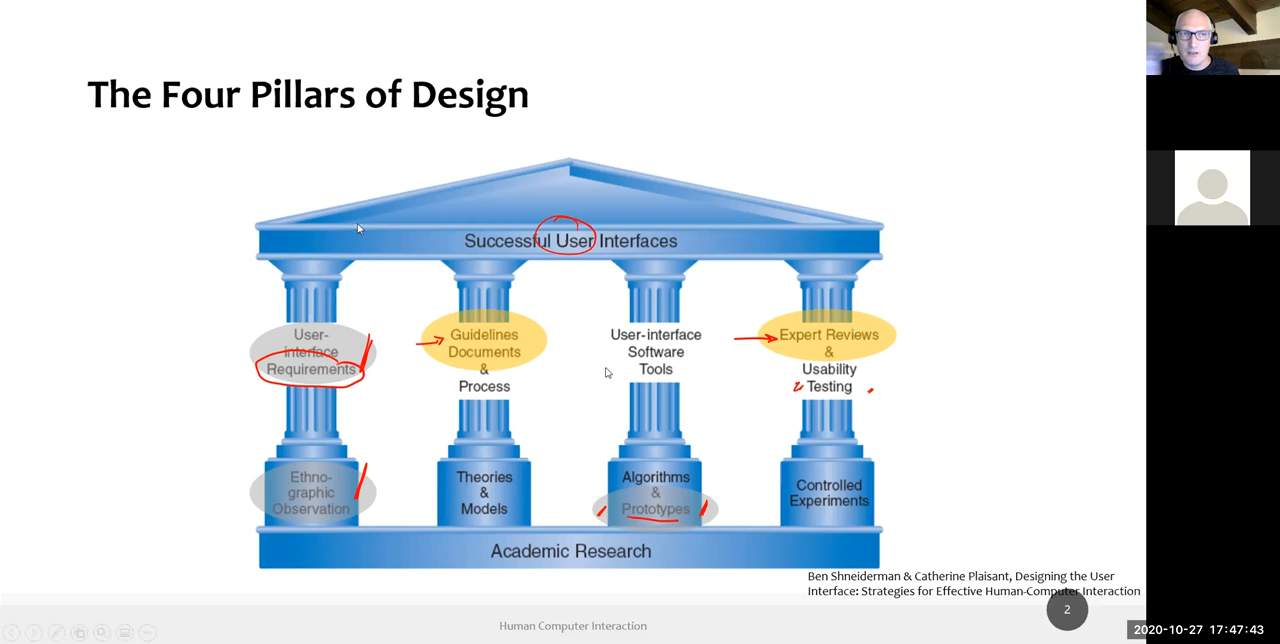 The Four Pillars of Design
Successful User Interfaces
User-
interface
Requirements
Guidelines
Documents
&
Process
User-interface
Software
Tools
Expert Reviews
&
Usability
Testing
Ethno-
graphic
Observation
Theories
&
Models
Algorithms
&
Prototypes
Controlled
Experiments
Academic Research
Ben Shneiderman & Catherine Plaisant, Designing the User
Interface: Strategies for Effective Human-Computer Interaction
2
Human Computer Interaction
2020-10-27 17:47:43